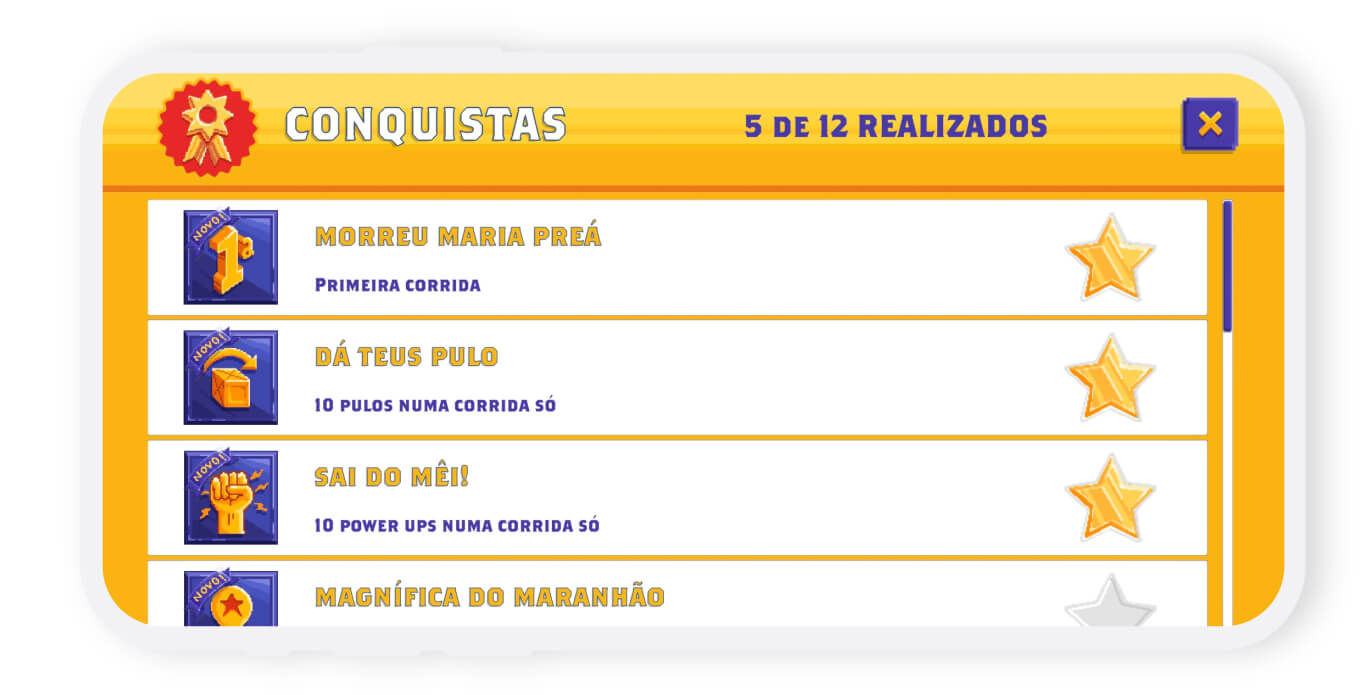 CONQUISTAS
5 DE 12 REALIZADOS
NOVO!
1ª
MORREU MARIA PREÁ
PRIMEIRA CORRIDA
NOVO!
DÁ TEUS PULO
10 PULOS NUMA CORRIDA SÓ
NOVO!
SAI DO MÊI!
10 POWER UPS NUMA CORRIDA SÓ
NOVO!
MAGNÍFICA DO MARANHÃO